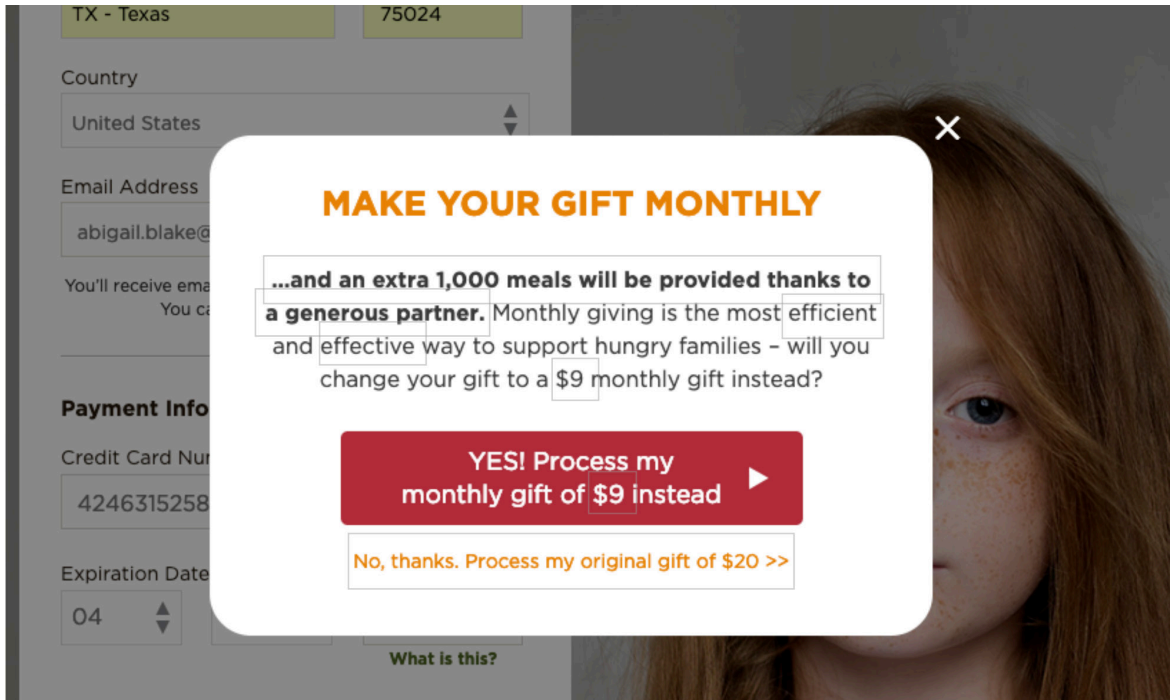 TX - Texas
75024
Country
United States
Email Address
abigail.blake@
You'll receive ema
You ca
Payment Info
Credit Card Nur
4246315258
Expiration Date
04
What is this?
MAKE YOUR GIFT MONTHLY
...and an extra 1,000 meals will be provided thanks to
a generous partner. Monthly giving is the most efficient
and effective way to support hungry families – will you
change your gift to a $9 monthly gift instead?
YES! Process my
monthly gift of $9 instead
No, thanks. Process my original gift of $20 >>